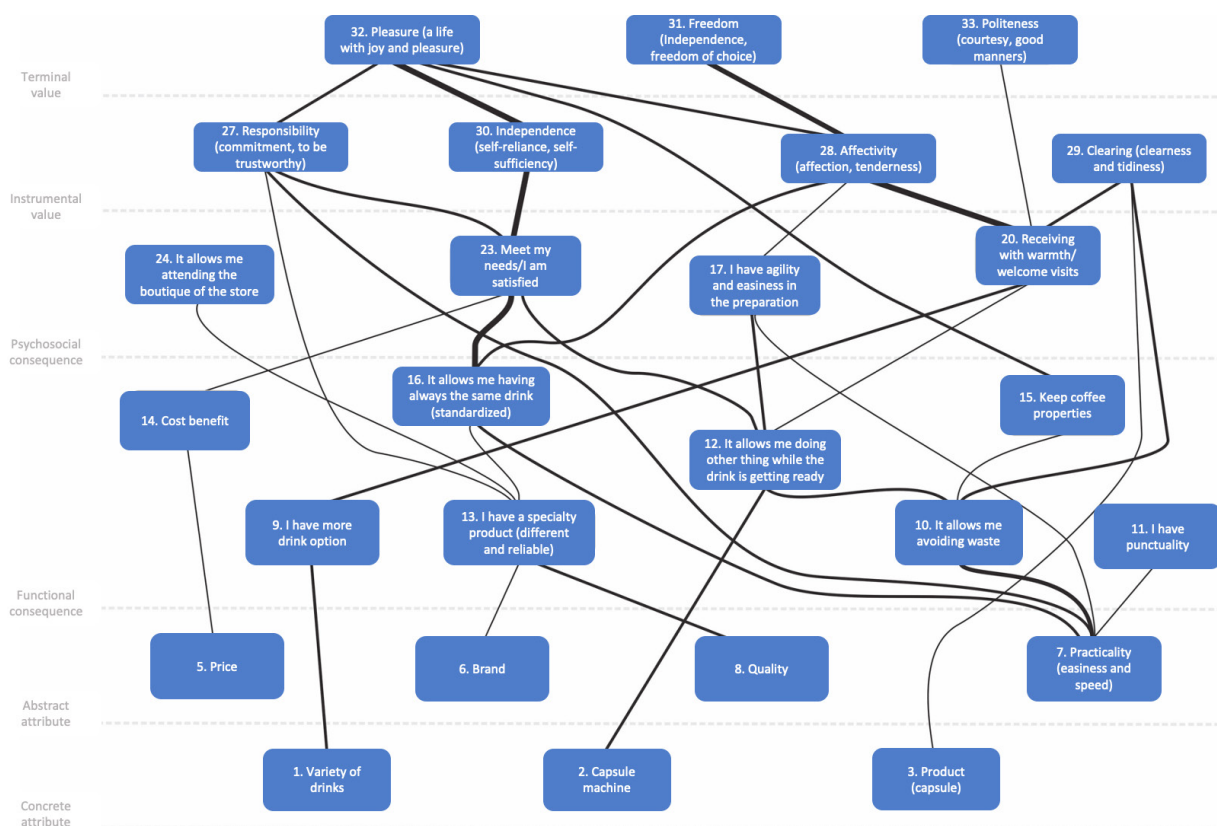 32. Pleasure (a life
with joy and pleasure)
31. Freedom
(Independence,
freedom of choice)
33. Politeness
(courtesy, good
manners)
Terminal
value
27. Responsibility
(commitment, to be
trustworthy)
30. Independence
(self-reliance, self-
sufficiency)
28. Affectivity
(affection, tenderness)
29. Clearing (clearness
and tidiness)
Instrumental
value
24. It allows me
attending the
boutique of the store
23. Meet my
needs/I am
satisfied
17. I have agility
and easiness in
the preparation
20. Receiving
with warmth/
welcome visits
Psychosocial
consequence
14. Cost benefit
16. It allows me having
always the same drink
(standardized)
12. It allows me doing
other thing while the
drink is getting ready
15. Keep coffee
properties
9. I have more
drink option
13. I have a specialty
product (different
and reliable)
10. It allows me
avoiding waste
11. I have
punctuality
Functional
consequence
5. Price
6. Brand
8. Quality
7. Practicality
(easiness and
speed)
Abstract
attribute
1. Variety of
drinks
2. Capsule
machine
3. Product
(capsule)
Concrete
attribute